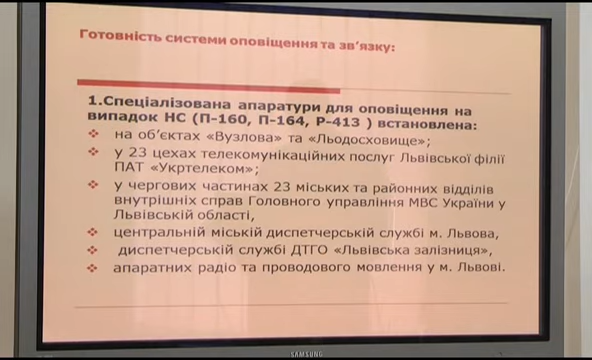 Готовність системи оповіщення та зв'язку:
1.Спеціалізована апаратури для оповіщення на
випадок НС (П-160, П-164, Р-413 ) встановлена:
❖ на об'єктах «Вузлова» та «Льодосховище»;
❖ у 23 цехах телекомунікаційних послуг Львівської філії
ПАТ «Укртелеком»;
❖ у чергових частинах 23 міських та районних відділів
внутрішніх справ Головного управління МВС України у
Львівській області,
❖ центральній міській диспетчерській службі м. Львова,
❖ диспетчерській службі ДТГО «Львівська залізниця»,
❖ апаратних радіо та проводового мовлення у м. Львові.
SAMSUNG